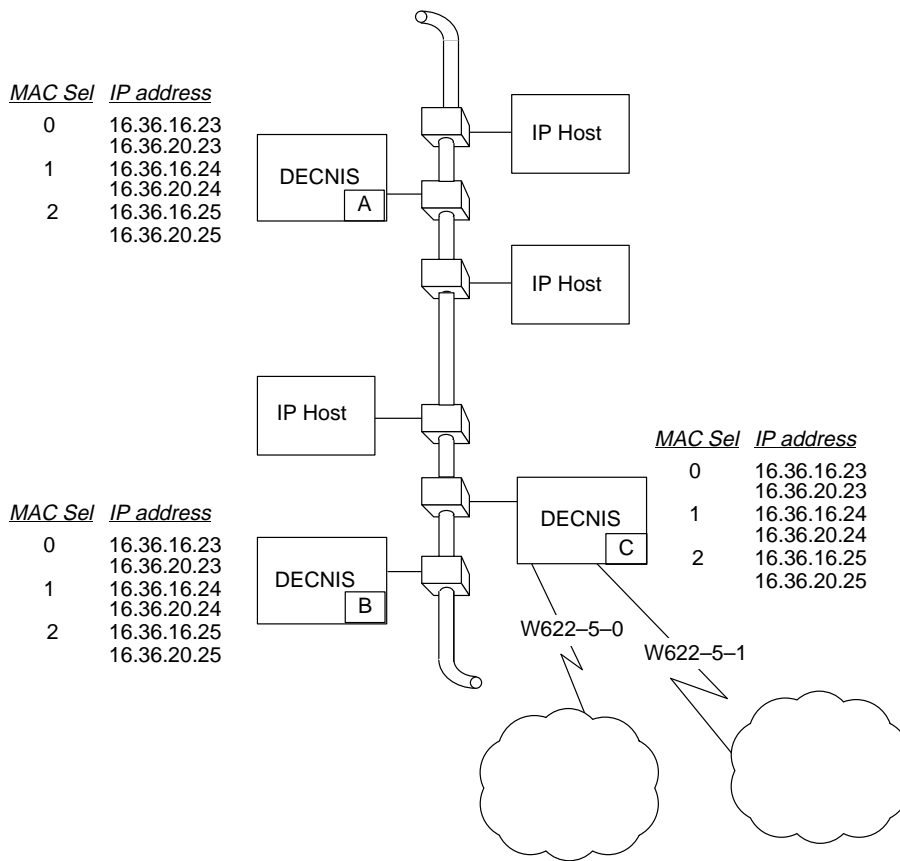 MAC Sel IP address
0 16.36.16.23
16.36.20.23
1 16.36.16.24
16.36.20.24
2 16.36.16.25
16.36.20.25
DECNIS
A
IP Host
IP Host
IP Host
MAC Sel IP address
0 16.36.16.23
16.36.20.23
1 16.36.16.24
16.36.20.24
2 16.36.16.25
16.36.20.25
DECNIS
C
MAC Sel IP address
0 16.36.16.23
16.36.20.23
1 16.36.16.24
16.36.20.24
2 16.36.16.25
16.36.20.25
DECNIS
B
W622–5–0
W622–5–1